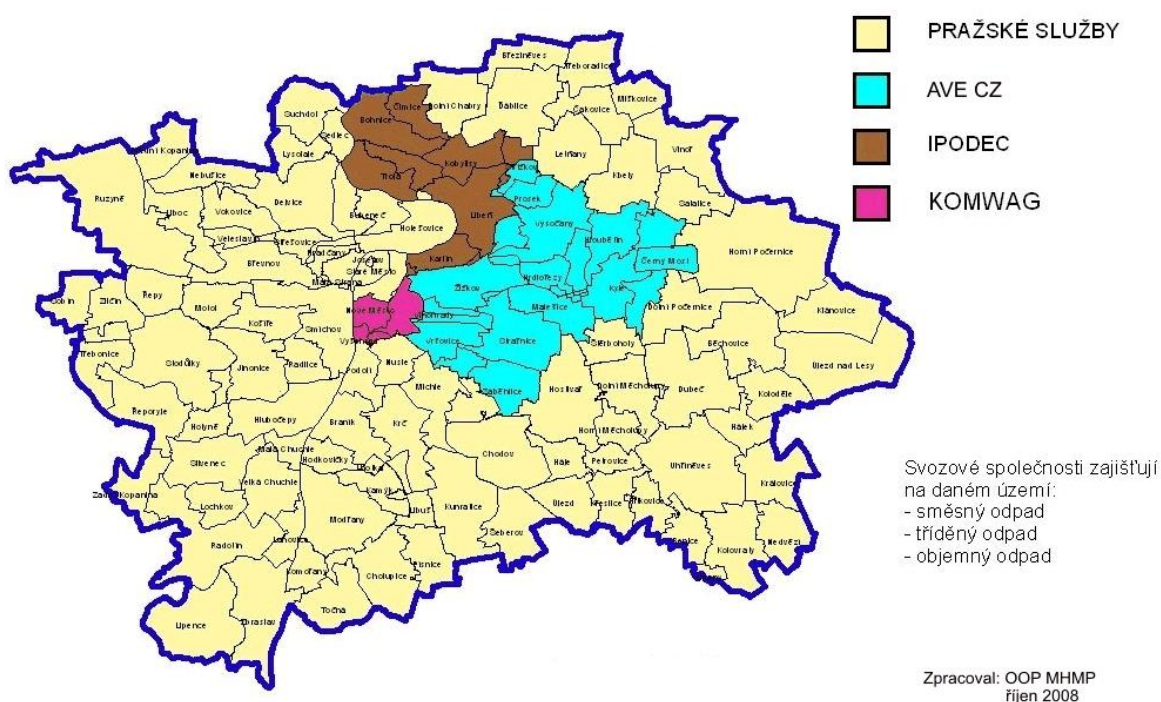 PRAŽSKÉ SLUŽBY
AVE CZ
IPODEC
KOMWAG
Březiněves
Třeboradice
Miškovice
Čimice
Dolní Chabry
Ďáblice
Čakovice
Suchdol
Bohnice
Sedlec
Lysolaje
Kobylisy
Letňany
Vinoř
Nebušice
Troja
Střížkov
Kbely
Ruzyně
Prosek
Satalice
Liboc
Vokovice
Dejvice
Bubeneč
Libeň
Vysočany
Veleslavín
Střešovice
Holešovice
Hloubětín
Horní Počernice
Hradčany
Josefov
Břevnov
Staré Město
Karlín
Černý Most
Malá Strana
Hrdlořezy
Kyje
Sobín
Zličín
Řepy
Motol
Žižkov
Malešice
Dolní Počernice
Klánovice
Nové Město
Košíře
Smíchov
Vinohrady
Třebonice
Vyšehrad
Vršovice
Strašnice
Štěrboholy
Běchovice
Stodůlky
Jinonice
Radlice
Podolí
Nusle
Michle
Záběhlice
Újezd nad Lesy
Hostivař
Dolní Měcholupy
Dubeč
Koloděje
Řeporyje
Hlubočepy
Holyně
Braník
Krč
Horní Měcholupy
Hájek
Malá Chuchle
Slivenec
Hodkovičky
Lhotka
Chodov
Háje
Petrovice
Uhříněves
Velká Chuchle
Kamýk
Královice
Lochkov
Libuš
Kunratice
Újezd
Křeslice
Modřany
Šeberov
Benice
Kolovraty
Nedvězí
Radotín
Lahovice
Písnice
Komořany
Cholupice
Točná
Lipence
Zbraslav
Svozové společnosti zajišťují
na daném území:
- směsný odpad
- tříděný odpad
- objemný odpad
Zpracoval: OOP MHMP
říjen 2008